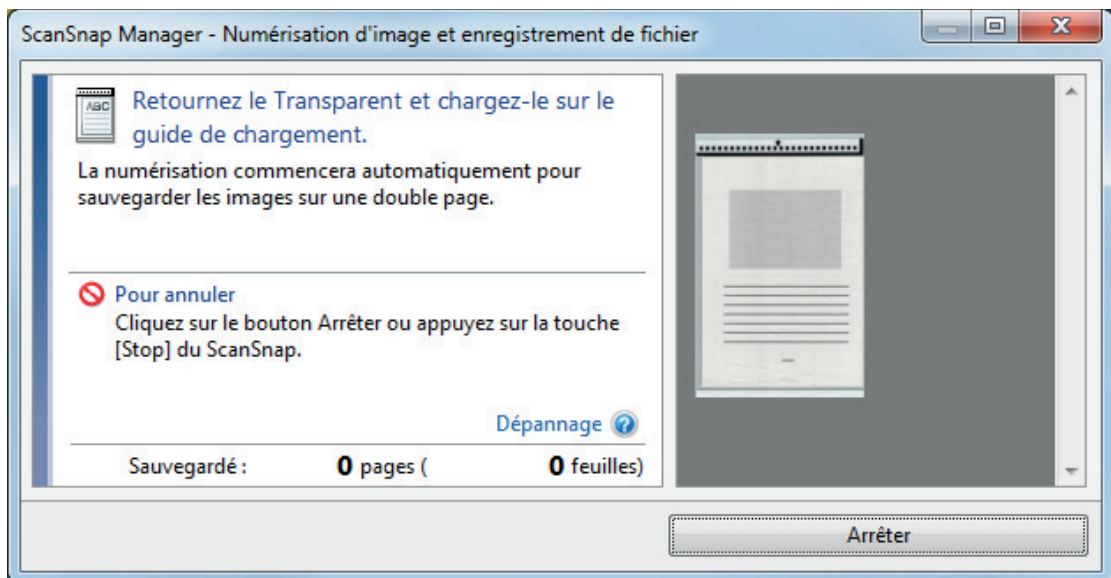 ScanSnap Manager - Numérisation d'image et enregistrement de fichier
ABC
Retournez le Transparent et chargez-le sur le
guide de chargement.
La numérisation commencera automatiquement pour
sauvegarder les images sur une double page.
Pour annuler
Cliquez sur le bouton Arrêter ou appuyez sur la touche
[Stop] du ScanSnap.
Dépannage
Sauvegardé : 0 pages ( 0 feuilles)
Arrêter